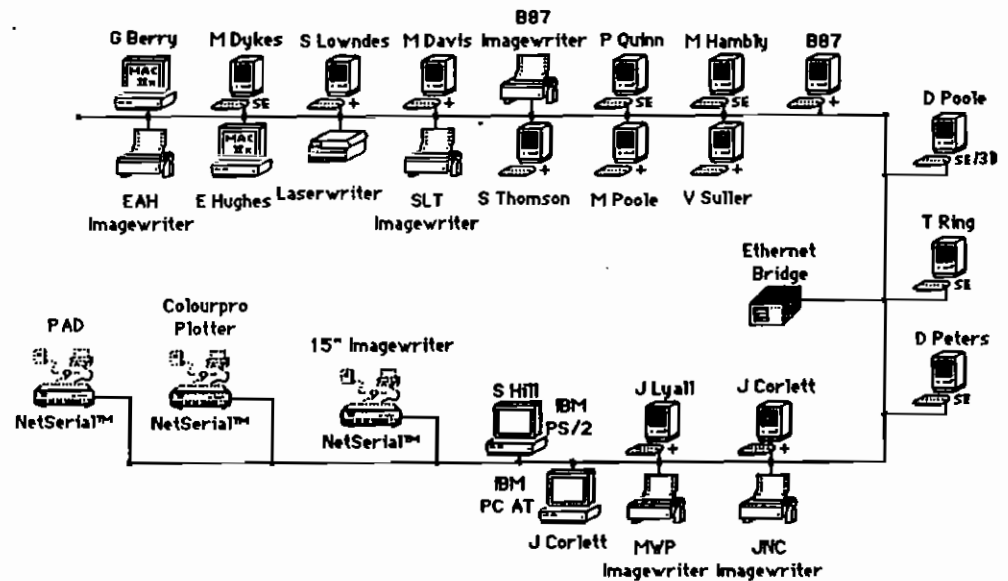 B87
G Berry M Dykes S Lowndes M Davis Imagewriter P Quinn M Hambly B87
MAC
IIx
SE + + SE SE +
D Poole
SE/30
MAC
IIx
+ + +
EAH Imagewriter
E Hughes
Laserwriter
SLT Imagewriter
S Thomson
M Poole
V Suller
T Ring
SE
Ethernet
Bridge
D Peters
SE
PAD
NetSerial™
Colourpro
Plotter
NetSerial™
15" Imagewriter
NetSerial™
S Hill
IBM
PS/2
J Lyall
+
J Corlett
+
IBM
PC AT
J Corlett
MWP
Imagewriter
JNC
Imagewriter